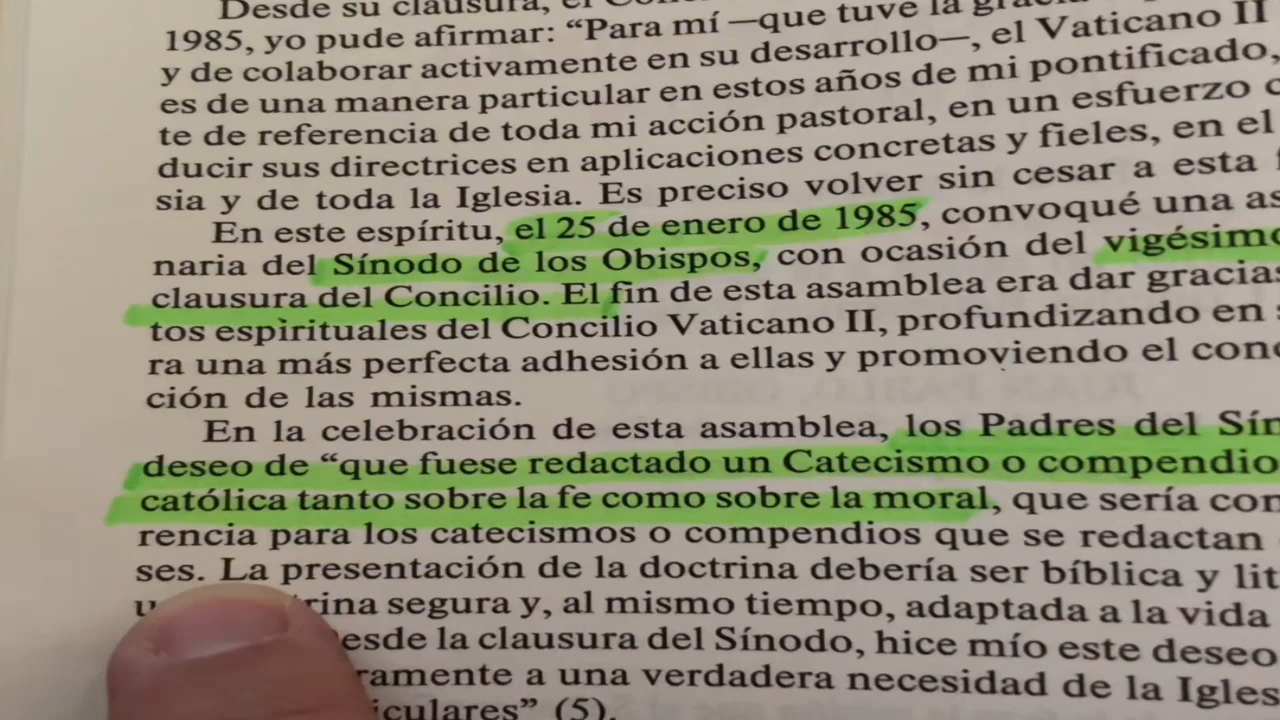 Desde su clausura, el
1985, yo pude afirmar: “Para mí —que tuve la
y de colaborar activamente en su desarrollo—, el Vaticano II
es de una manera particular en estos años de mi pontificado,
te de referencia de toda mi acción pastoral, en un esfuerzo
ducir sus directrices en aplicaciones concretas y fieles, en el
sia y de toda la Iglesia. Es preciso volver sin cesar a esta
En este espíritu, el 25 de enero de 1985, convoqué una
naria del Sínodo de los Obispos, con ocasión del vigésimo
clausura del Concilio. El fin de esta asamblea era dar gracias
tos espirituales del Concilio Vaticano II, profundizando en
ra una más perfecta adhesión a ellas y promoviendo el
ción de las mismas.
En la celebración de esta asamblea, los Padres del
deseo de “que fuese redactado un Catecismo o compendio
católica tanto sobre la fe como sobre la moral, que sería
rencia para los catecismos o compendios que se redactan
ses. La presentación de la doctrina debería ser bíblica y
rina segura y, al mismo tiempo, adaptada a la vida
esde la clausura del Sínodo, hice mío este deseo
ramente a una verdadera necesidad de la
iculares” (5).